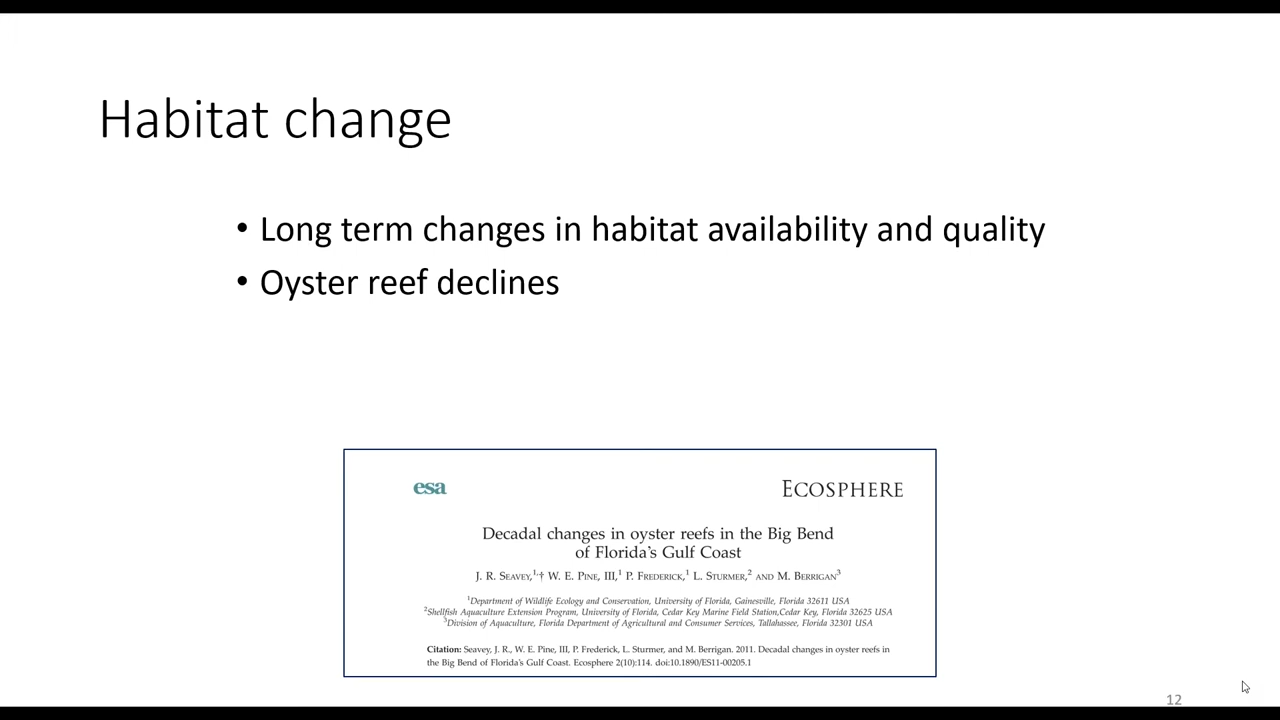 Habitat change
• Long term changes in habitat availability and quality
• Oyster reef declines
esa
ECOSPHERE
Decadal changes in oyster reefs in the Big Bend
of Florida's Gulf Coast
J. R. SEAVEY,1,† W. E. PINE, III,1 P. FREDERICK,1 L. STURMER,2 AND M. BERRIGAN3
1Department of Wildlife Ecology and Conservation, University of Florida, Gainesville, Florida 32611 USA
2Shellfish Aquaculture Extension Program, University of Florida, Cedar Key Marine Field Station,Cedar Key, Florida 32625 USA
3Division of Aquaculture, Florida Department of Agricultural and Consumer Services, Tallahassee, Florida 32301 USA
Citation: Seavey, J. R., W. E. Pine, III, P. Frederick, L. Sturmer, and M. Berrigan. 2011. Decadal changes in oyster reefs in
the Big Bend of Florida's Gulf Coast. Ecosphere 2(10):114. doi:10.1890/ES11-00205.1
12